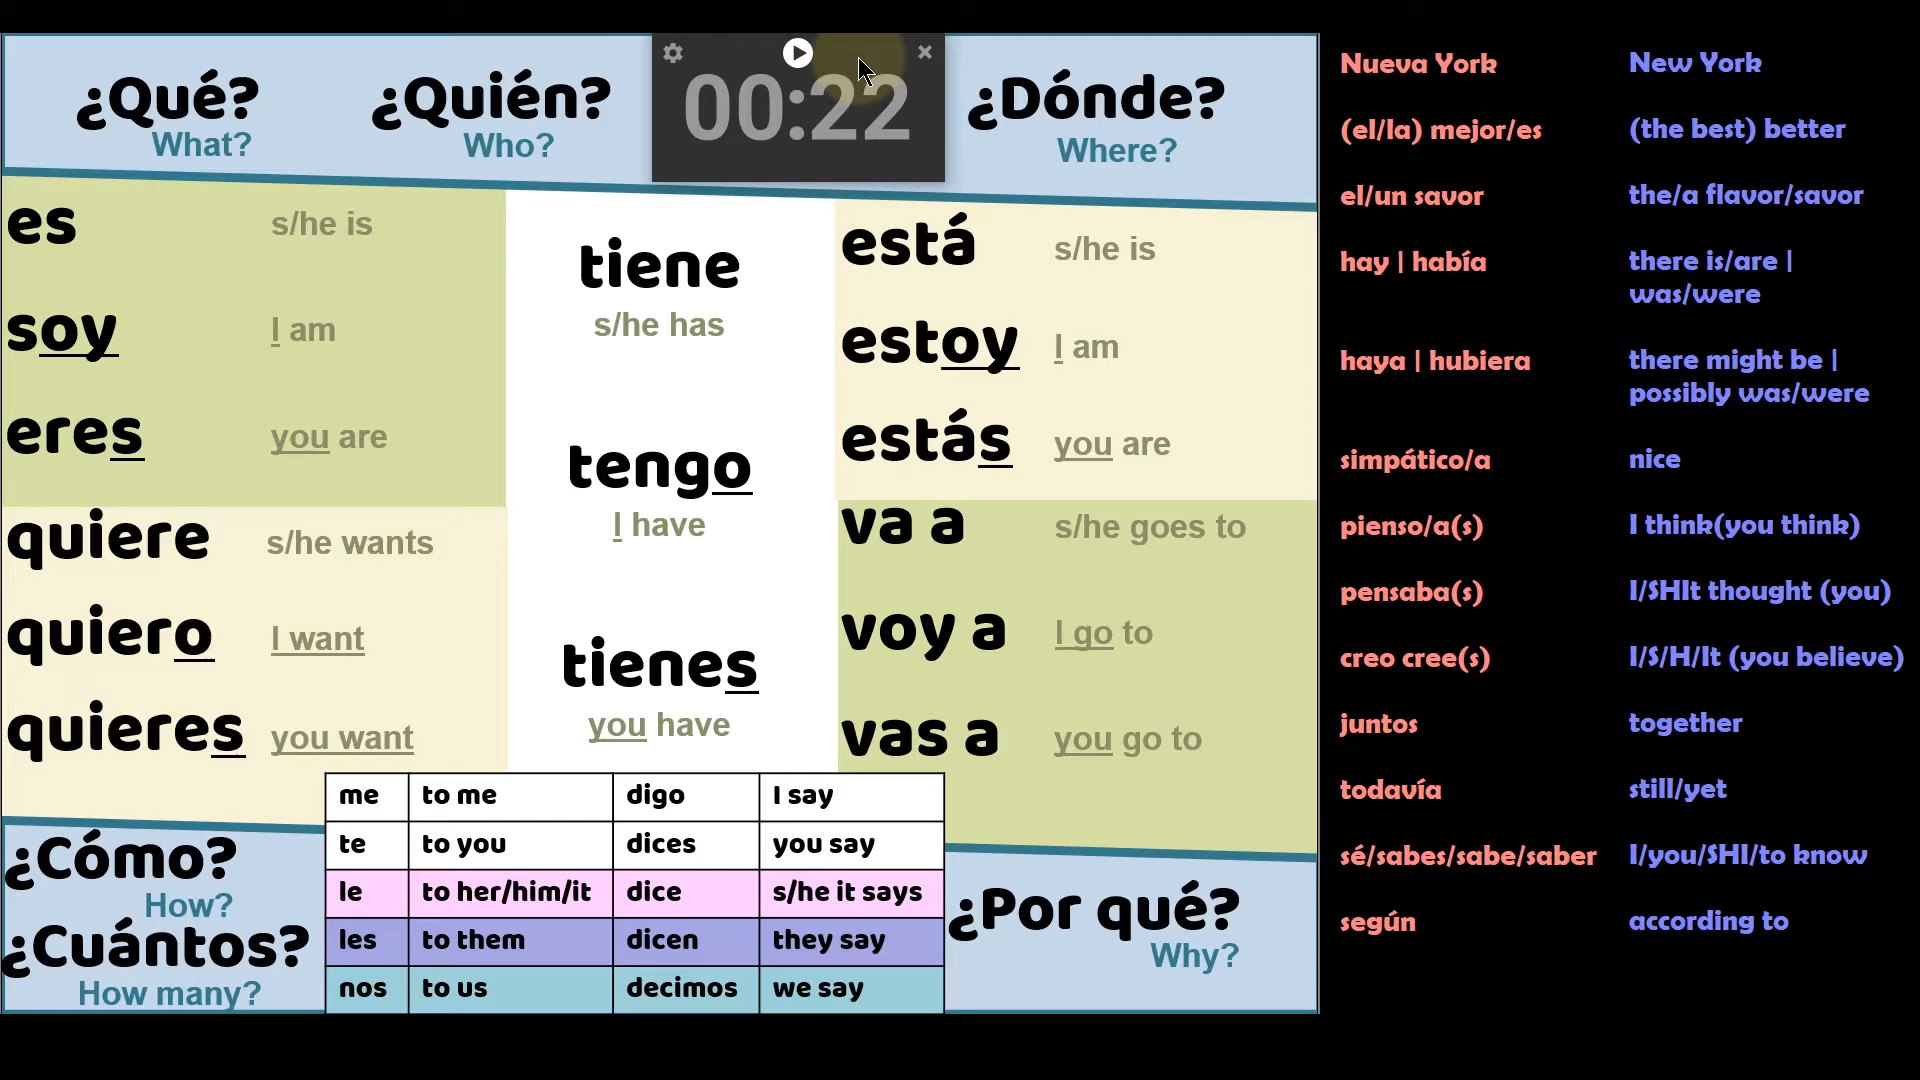 ¿Qué?
What?
¿Quién?
Who?
00:22
¿Dónde?
Where?
es s/he is
soy I am
eres you are
quiere s/he wants
quiero I want
quieres you want
tiene
s/he has
tengo
I have
tienes
you have
está s/he is
estoy I am
estás you are
va a s/he goes to
voy a I go to
vas a you go to
¿Cómo?
How?
¿Cuántos?
How many?
me to me digo I say
te to you dices you say
le to her/him/it dice s/he it says
les to them dicen they say
nos to us decimos we say
¿Por qué?
Why?
Nueva York New York
(el/la) mejor/es (the best) better
el/un savor the/a flavor/savor
hay | había there is/are |
was/were
haya | hubiera there might be |
possibly was/were
simpático/a nice
pienso/a(s) I think(you think)
pensaba(s) I/SHIt thought (you)
creo cree(s) I/S/H/It (you believe)
juntos together
todavía still/yet
sé/sabes/sabe/saber I/you/SHI/to know
según according to